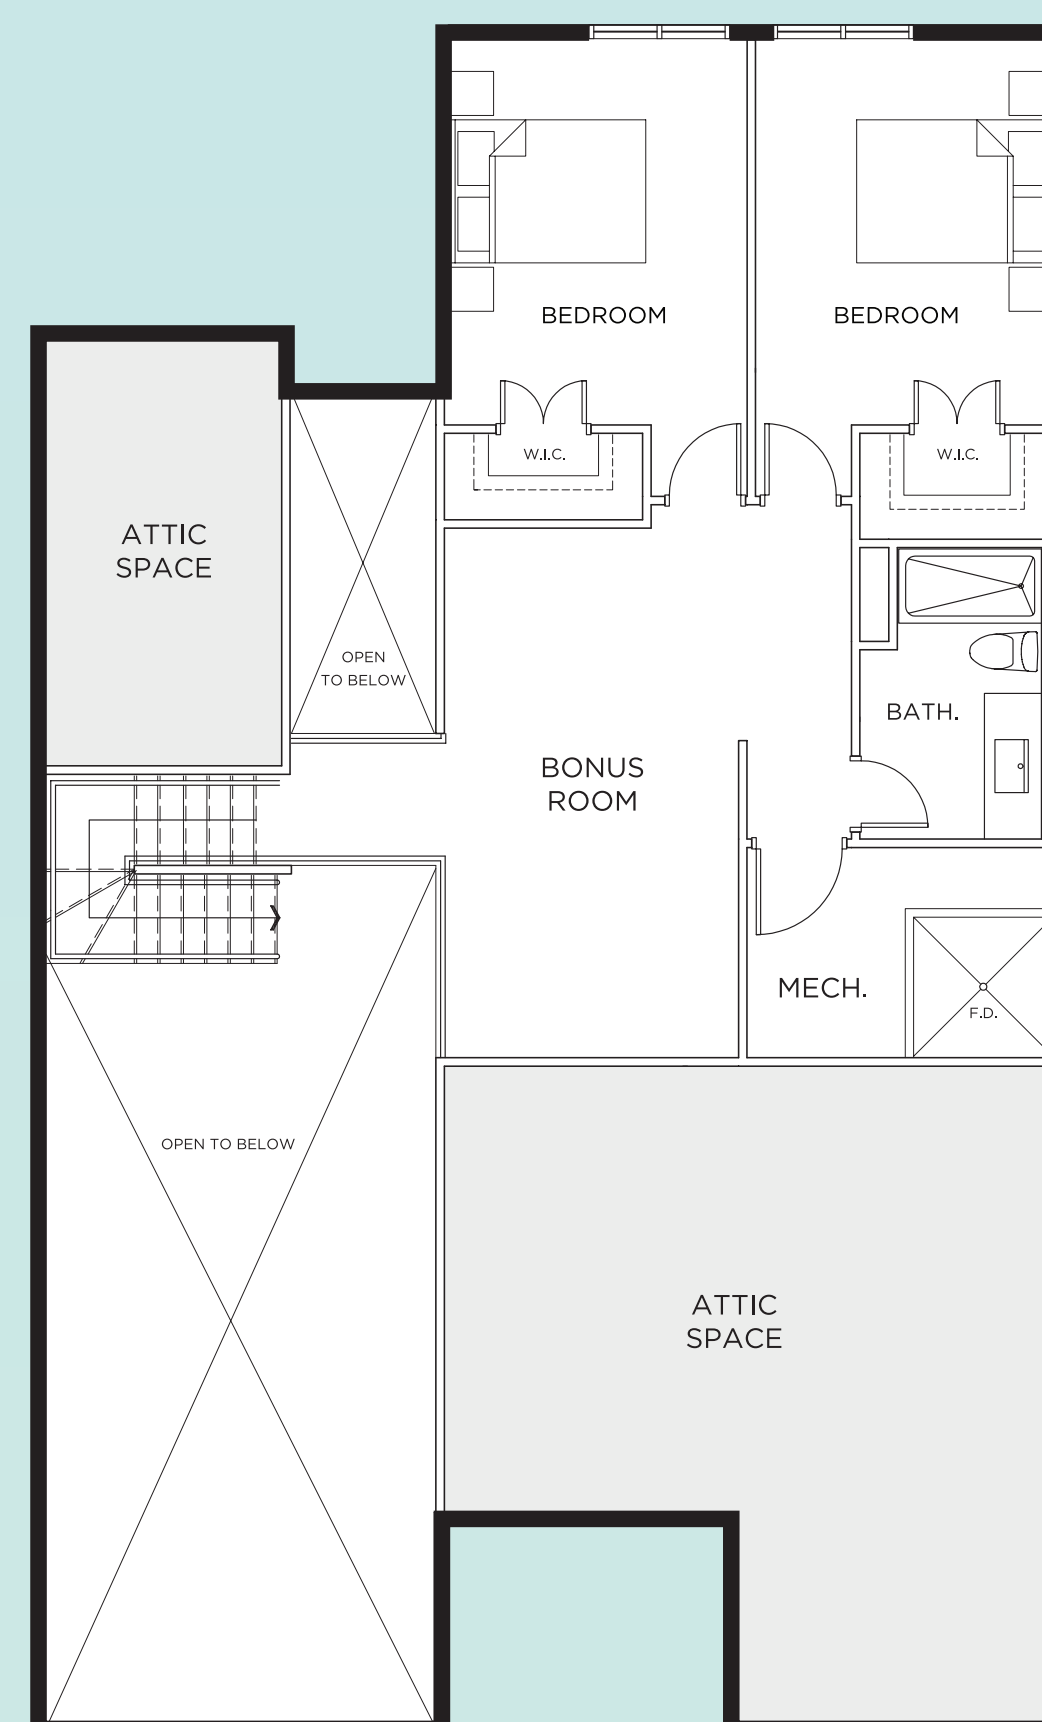 BEDROOM
BEDROOM
W.I.C.
W.I.C.
ATTIC
SPACE
OPEN
TO BELOW
BATH.
BONUS
ROOM
MECH.
F.D.
OPEN TO BELOW
ATTIC
SPACE